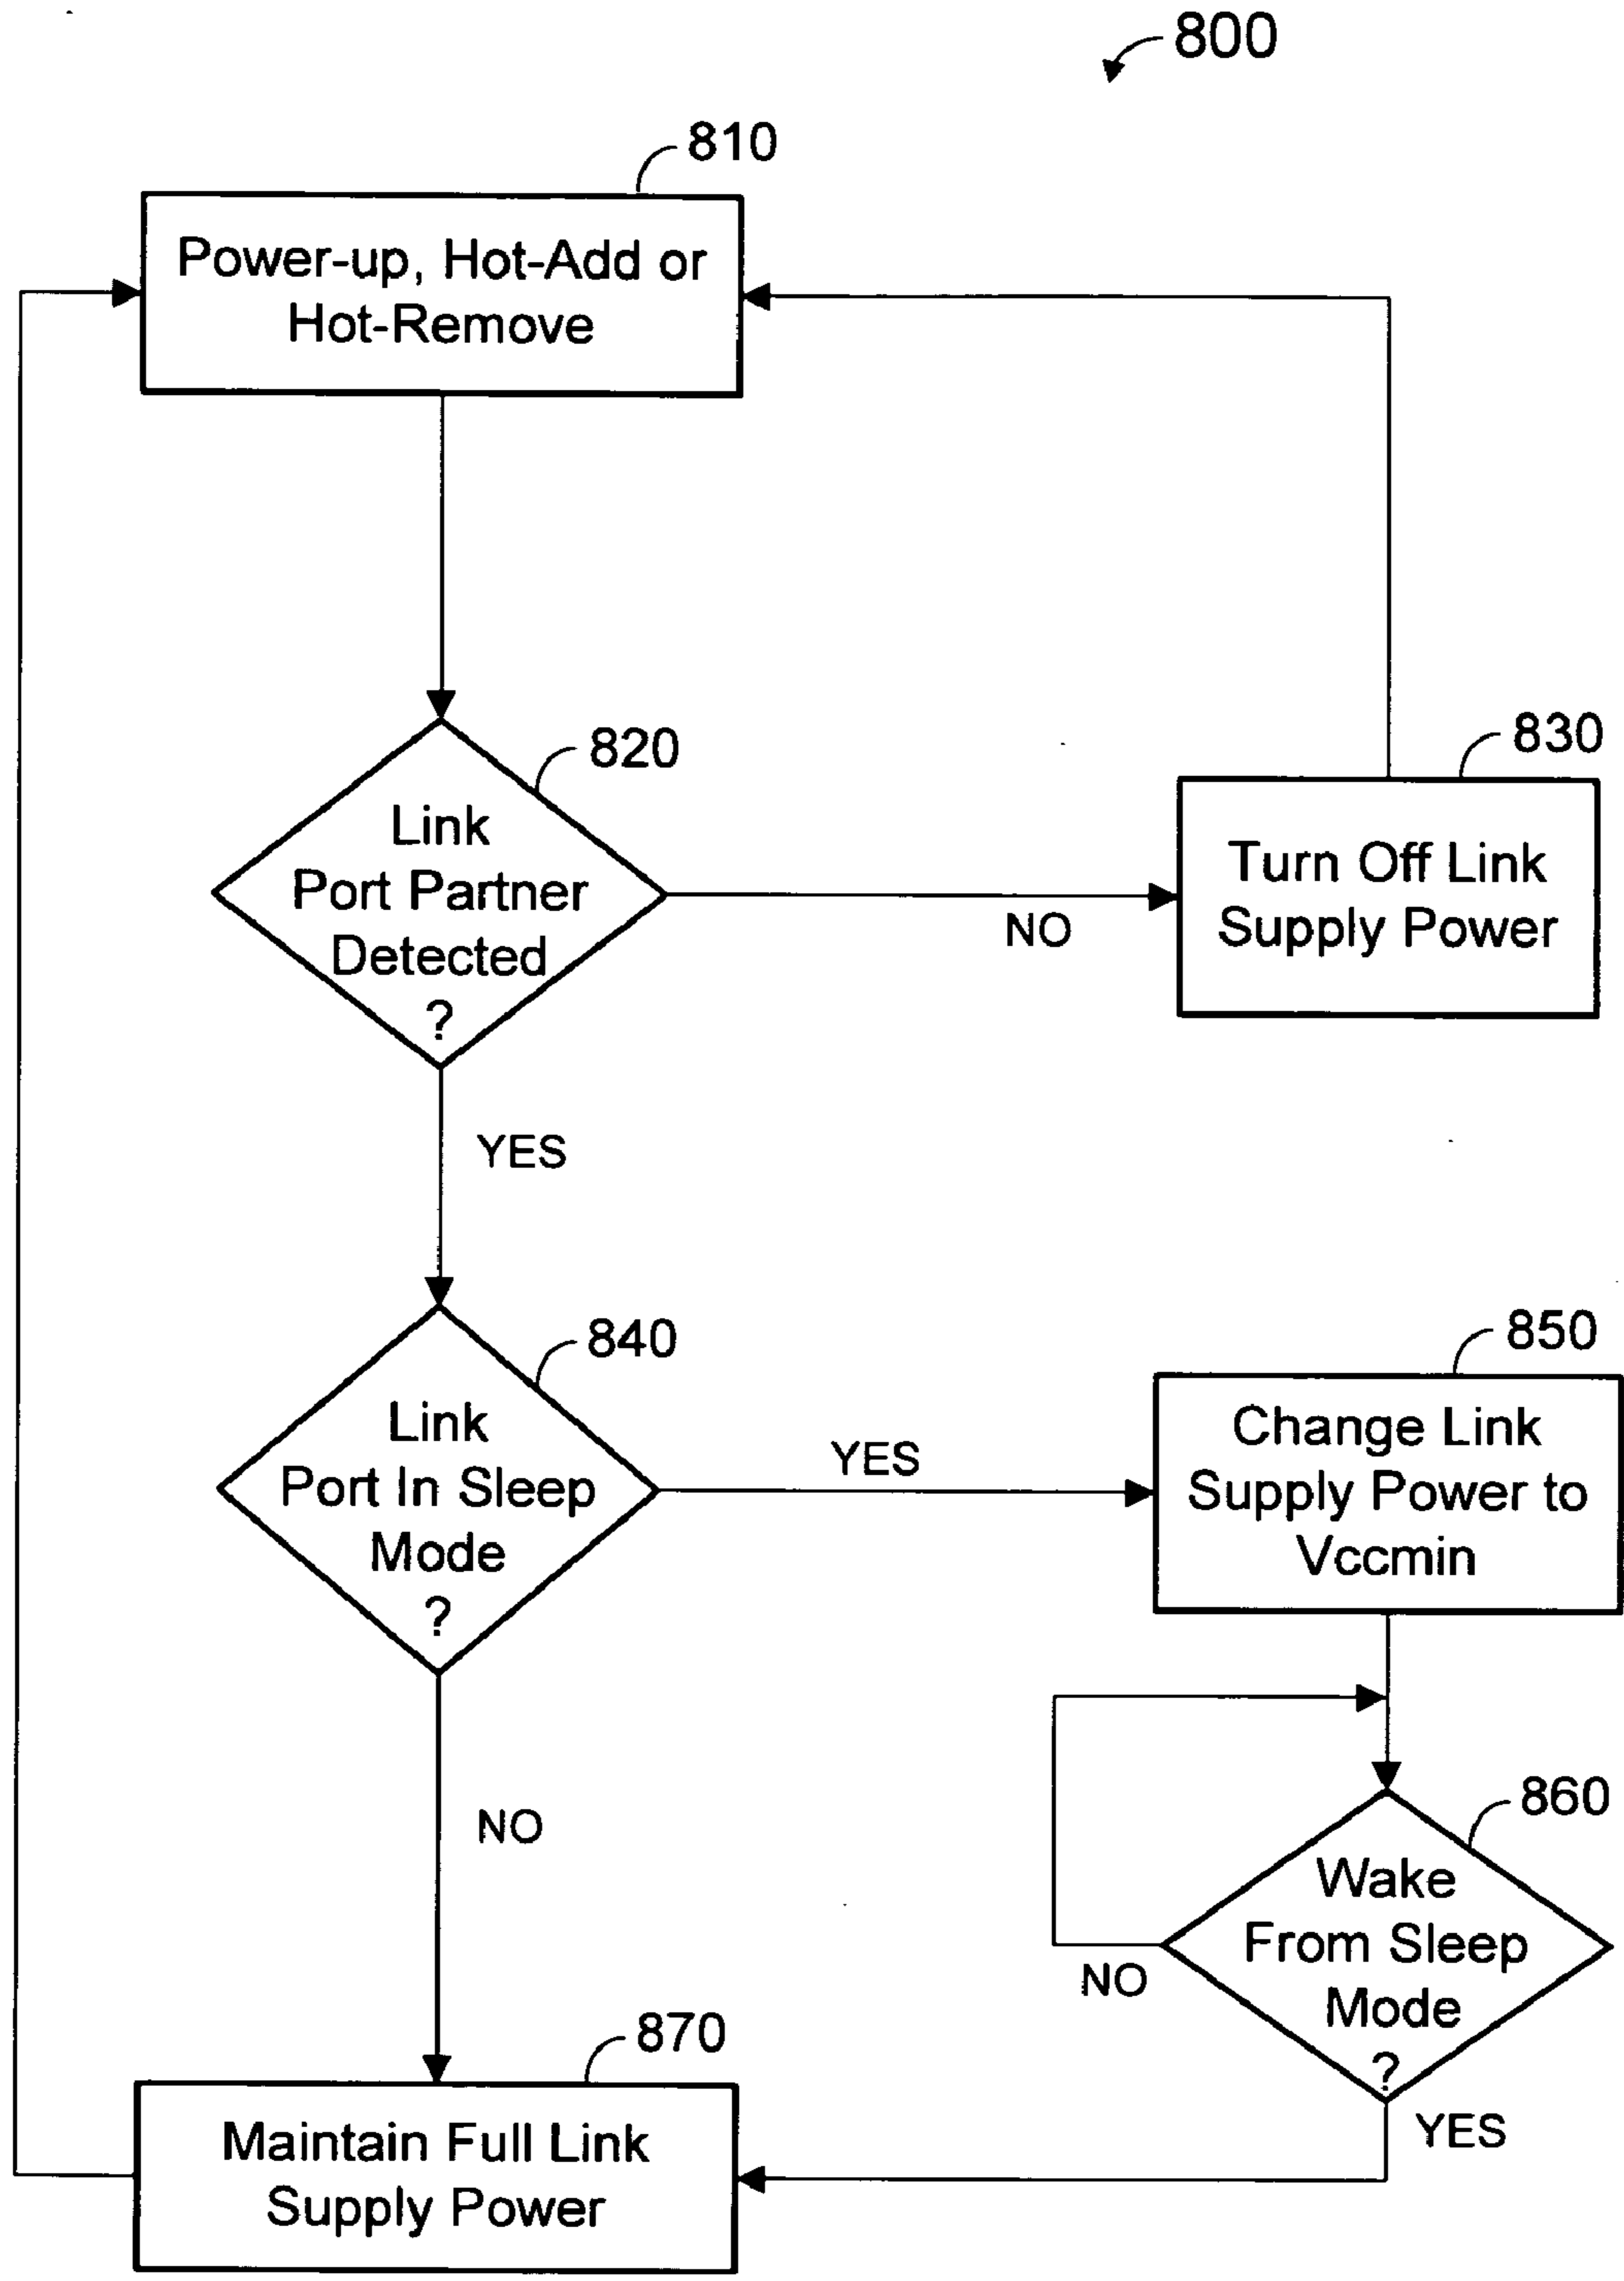 800
810
Power-up, Hot-Add or
Hot-Remove
820
Link
Port Partner
Detected
?
NO
830
Turn Off Link
Supply Power
YES
840
Link
Port In Sleep
Mode
?
YES
850
Change Link
Supply Power to
Vccmin
NO
860
Wake
From Sleep
Mode
?
NO
YES
870
Maintain Full Link
Supply Power